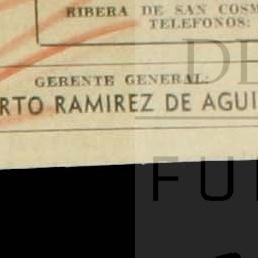 RIBERA DE SAN COSM
TELEFONOS:
DE
GERENTE GENERAL:
RTO RAMIREZ DE AGUI
FU